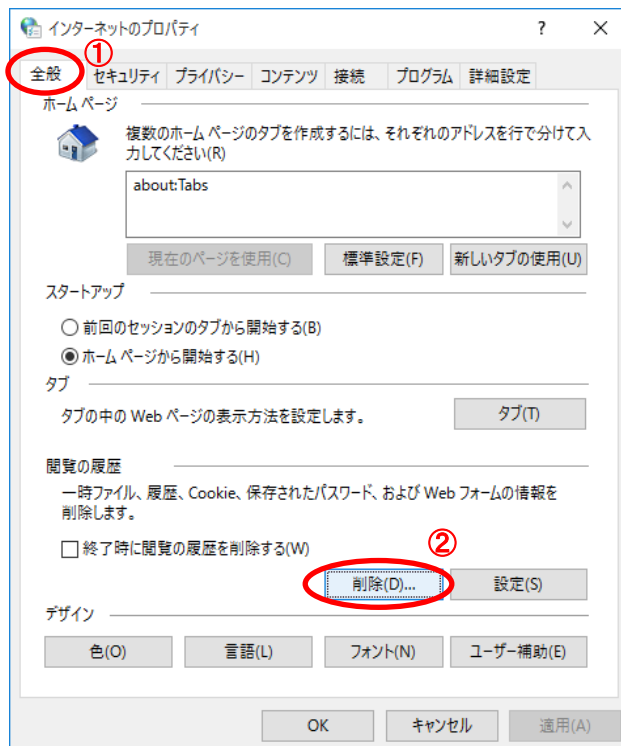 インターネットのプロパティ ? ×
①
全般 セキュリティ プライバシー コンテンツ 接続 プログラム 詳細設定
ホーム ページ
複数のホーム ページのタブを作成するには、それぞれのアドレスを行で分けて入
力してください(R)
about:Tabs
現在のページを使用(C) 標準設定(F) 新しいタブの使用(U)
スタートアップ
前回のセッションのタブから開始する(B)
ホーム ページから開始する(H)
タブ
タブの中の Web ページの表示方法を設定します。 タブ(T)
閲覧の履歴
一時ファイル、履歴、Cookie、保存されたパスワード、および Web フォームの情報を
削除します。
終了時に閲覧の履歴を削除する(W)
②
削除(D)... 設定(S)
デザイン
色(O) 言語(L) フォント(N) ユーザー補助(E)
OK キャンセル 適用(A)